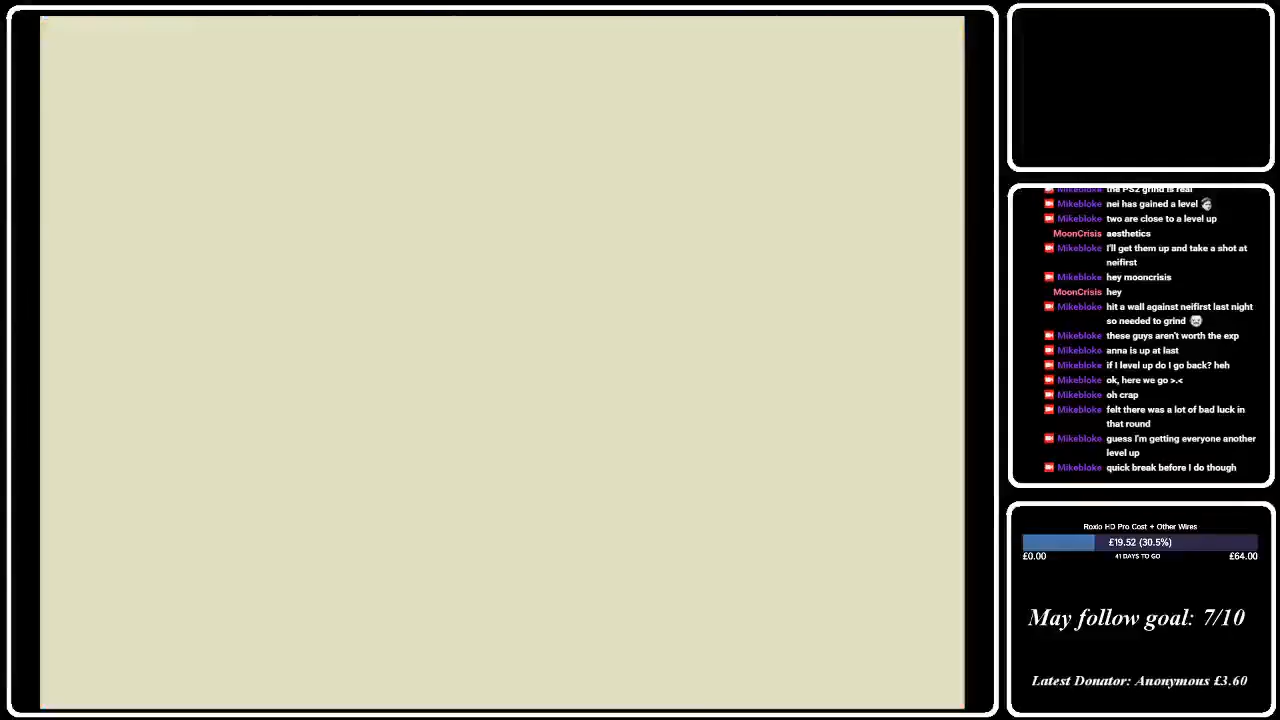 Mikebloke the PS2 grind is real
Mikebloke nei has gained a level
Mikebloke two are close to a level up
MoonCrisis aesthetics
Mikebloke I'll get them up and take a shot at
neifirst
Mikebloke hey mooncrisis
MoonCrisis hey
Mikebloke hit a wall against neifirst last night
so needed to grind
Mikebloke these guys aren't worth the exp
Mikebloke anna is up at last
Mikebloke if I level up do I go back? heh
Mikebloke ok, here we go >.<
Mikebloke oh crap
Mikebloke felt there was a lot of bad luck in
that round
Mikebloke guess I'm getting everyone another
level up
Mikebloke quick break before I do though
Roxio HD Pro Cost + Other Wires
£19.52 (30.5%)
£0.00 41 DAYS TO GO £64.00
May follow goal: 7/10
Latest Donator: Anonymous £3.60